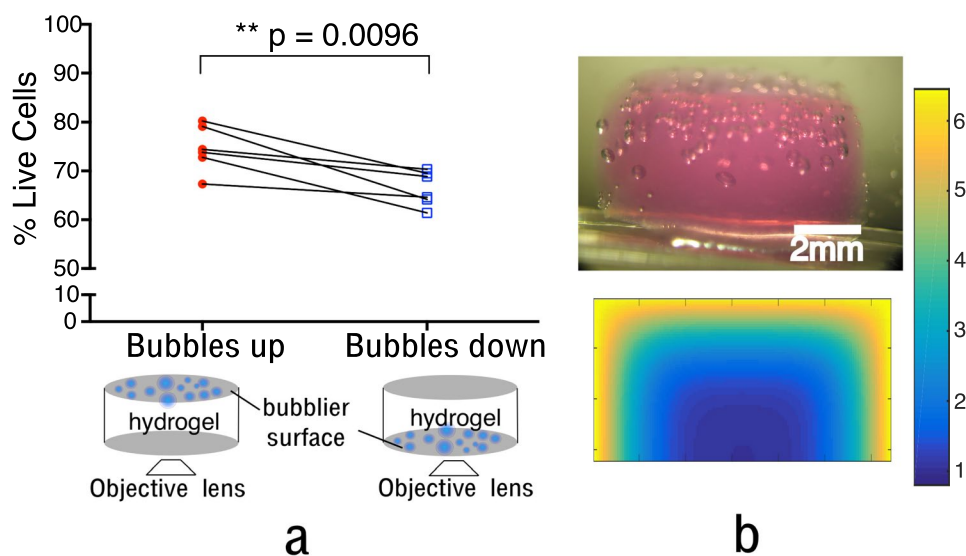 100
90
80
70
60
50
10
0
% Live Cells
** p = 0.0096
Bubbles up
Bubbles down
hydrogel
bubblier
surface
hydrogel
Objective lens
Objective lens
a
2mm
6
5
4
3
2
1
b